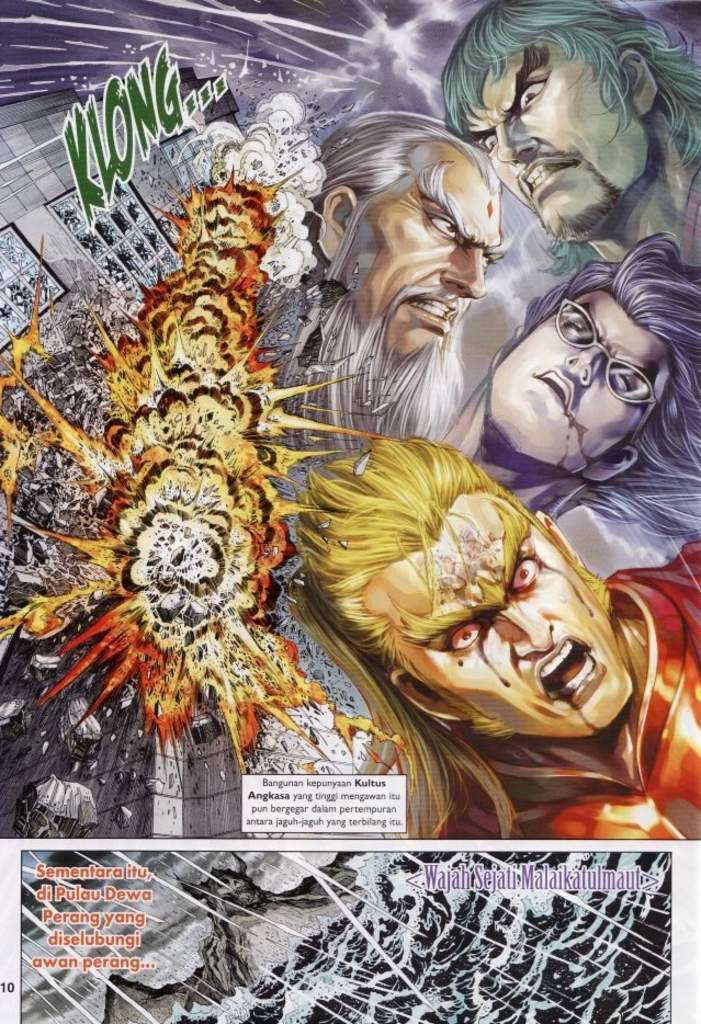 KLONG...
Bangunan kepunyaan Kultus
Angkasa yang tinggi mengawan itu
pun bergegar dalam pertempuran
antara jaguh-jaguh yang terbilang itu.
Sementara itu,
di Pulau Dewa
Perang yang
diselubungi
awan perang...
<Wajah Sejati Malaikatulmaut>
10